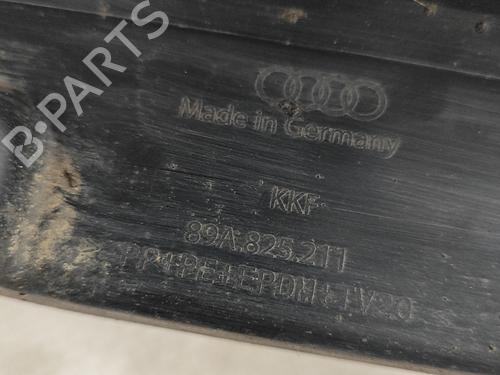 B-PARTS
Made in Germany
KKF
89A.825.211